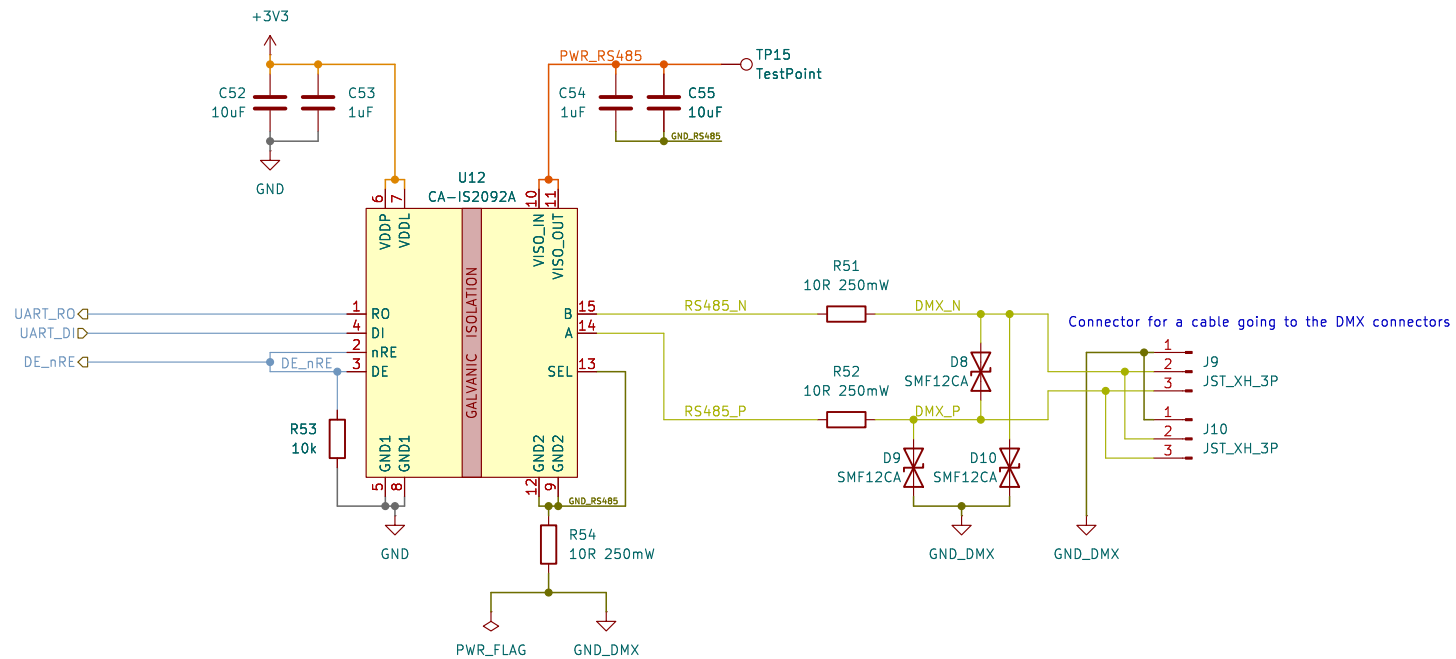 +3V3
PWR_RS485
TP15
TestPoint
C52
10uF
C53
1uF
C54
1uF
C55
10uF
GND_RS485
GND
U12
CA-IS2092A
6
7
10
11
VDDP
VDDL
VISO_IN
VISO_OUT
GALVANIC ISOLATION
UART_RO
1
RO
UART_DI
4
DI
DE_nRE
DE_nRE
2
nRE
3
DE
B
15
A
14
SEL
13
RS485_N
RS485_P
R51
10R 250mW
R52
10R 250mW
DMX_N
DMX_P
D8
SMF12CA
D9
SMF12CA
D10
SMF12CA
Connector for a cable going to the DMX connectors
1
2
3
J9
JST_XH_3P
1
2
3
J10
JST_XH_3P
R53
10k
GND1
GND1
GND2
GND2
5
8
12
9
GND_RS485
GND
R54
10R 250mW
GND_DMX
GND_DMX
PWR_FLAG
GND_DMX